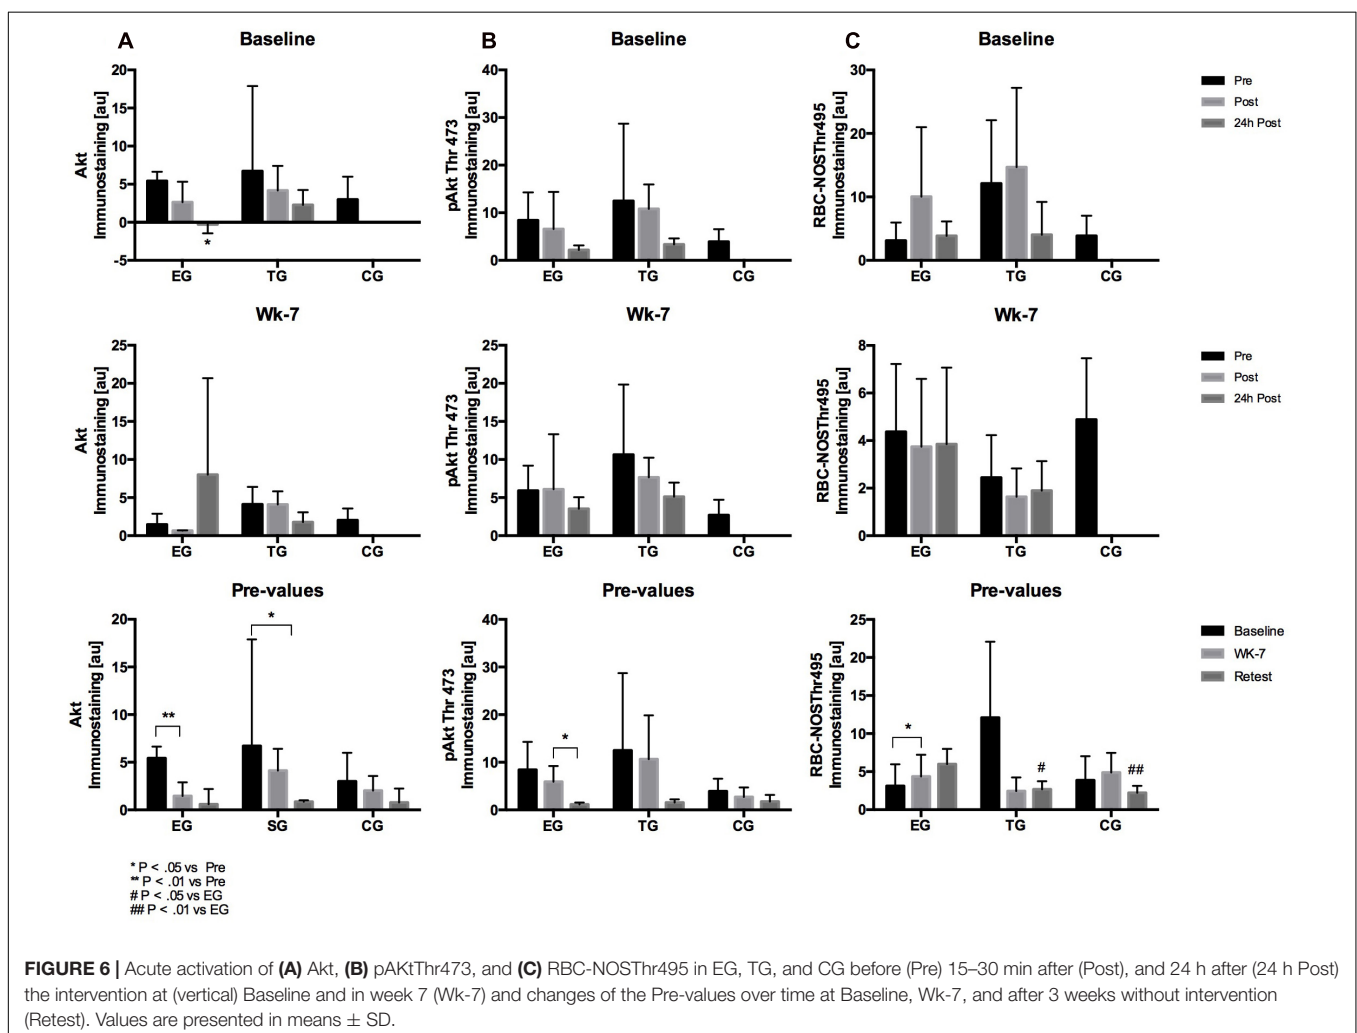 A
Baseline
Akt
Immunostaining [au]
20
15
10
5
0
-5
*
EG
TG
CG
B
Baseline
pAkt Thr 473
Immunostaining [au]
40
30
20
10
0
EG
TG
CG
C
Baseline
RBC-NOSThr495
Immunostaining [au]
30
20
10
0
EG
TG
CG
Pre
Post
24h Post
Wk-7
Akt
Immunostaining [au]
25
20
15
10
5
0
EG
TG
CG
Wk-7
pAkt Thr 473
Immunostaining [au]
25
20
15
10
5
0
EG
TG
CG
Wk-7
RBC-NOSThr495
Immunostaining [au]
8
6
4
2
0
EG
TG
CG
Pre
Post
24h Post
Pre-values
Akt
Immunostaining [au]
20
15
10
5
0
**
*
EG
SG
CG
Pre-values
pAkt Thr 473
Immunostaining [au]
40
30
20
10
0
*
EG
TG
CG
Pre-values
RBC-NOSThr495
Immunostaining [au]
25
20
15
10
5
0
*
#
##
EG
TG
CG
Baseline
WK-7
Retest
* P < .05 vs Pre
** P < .01 vs Pre
# P < .05 vs EG
## P < .01 vs EG
FIGURE 6 | Acute activation of (A) Akt, (B) pAKtThr473, and (C) RBC-NOSThr495 in EG, TG, and CG before (Pre) 15–30 min after (Post), and 24 h after (24 h Post)
the intervention at (vertical) Baseline and in week 7 (Wk-7) and changes of the Pre-values over time at Baseline, Wk-7, and after 3 weeks without intervention
(Retest). Values are presented in means ± SD.